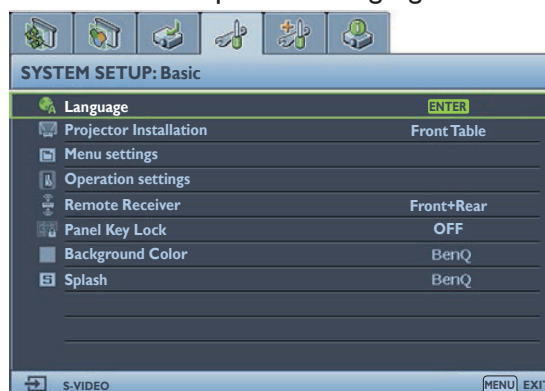 SYSTEM SETUP: Basic
Language ENTER
Projector Installation Front Table
Menu settings
Operation settings
Remote Receiver Front+Rear
Panel Key Lock OFF
Background Color BenQ
Splash BenQ
S-VIDEO MENU EXIT